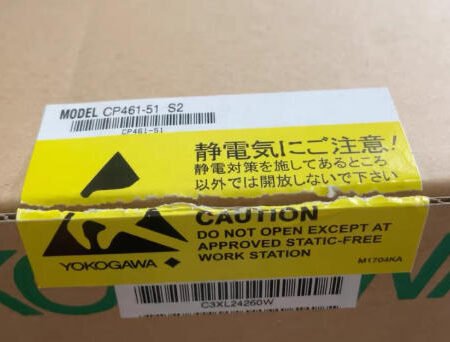 MODEL CP461-51 S2
CP461-51
静電気にご注意!
静電対策を施してあるところ
以外では開放しないで下さい
CAUTION
DO NOT OPEN EXCEPT AT
APPROVED STATIC-FREE
WORK STATION
YOKOGAWA
M1704KA
C3XL24260W